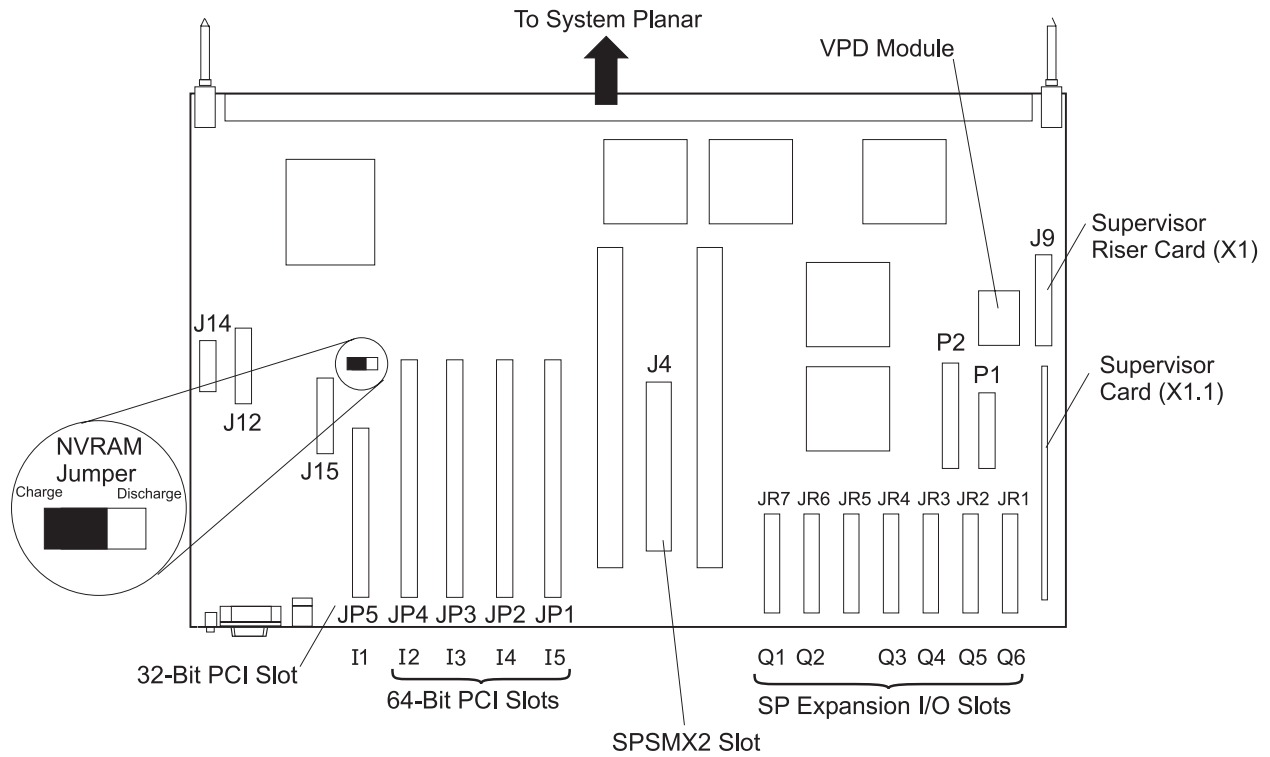 To System Planar
VPD Module
Supervisor
Riser Card (X1)
J9
J14
J12
J15
NVRAM
Jumper
Charge
Discharge
J4
P2
P1
Supervisor
Card (X1.1)
JR7 JR6 JR5 JR4 JR3 JR2 JR1
JP5 JP4 JP3 JP2 JP1
I1 I2 I3 I4 I5
Q1 Q2 Q3 Q4 Q5 Q6
32-Bit PCI Slot
64-Bit PCI Slots
SP Expansion I/O Slots
SPSMX2 Slot